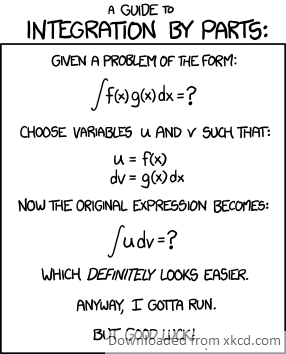 A GUIDE TO
INTEGRATION BY PARTS:
GIVEN A PROBLEM OF THE FORM:
∫f(x)g(x)dx=?
CHOOSE VARIABLES u AND v SUCH THAT:
u = f(x)
dv = g(x)dx
NOW THE ORIGINAL EXPRESSION BECOMES:
∫udv=?
WHICH DEFINITELY LOOKS EASIER.
ANYWAY, I GOTTA RUN.
BUT GOOD LUCK!
Downloaded from xkcd.com